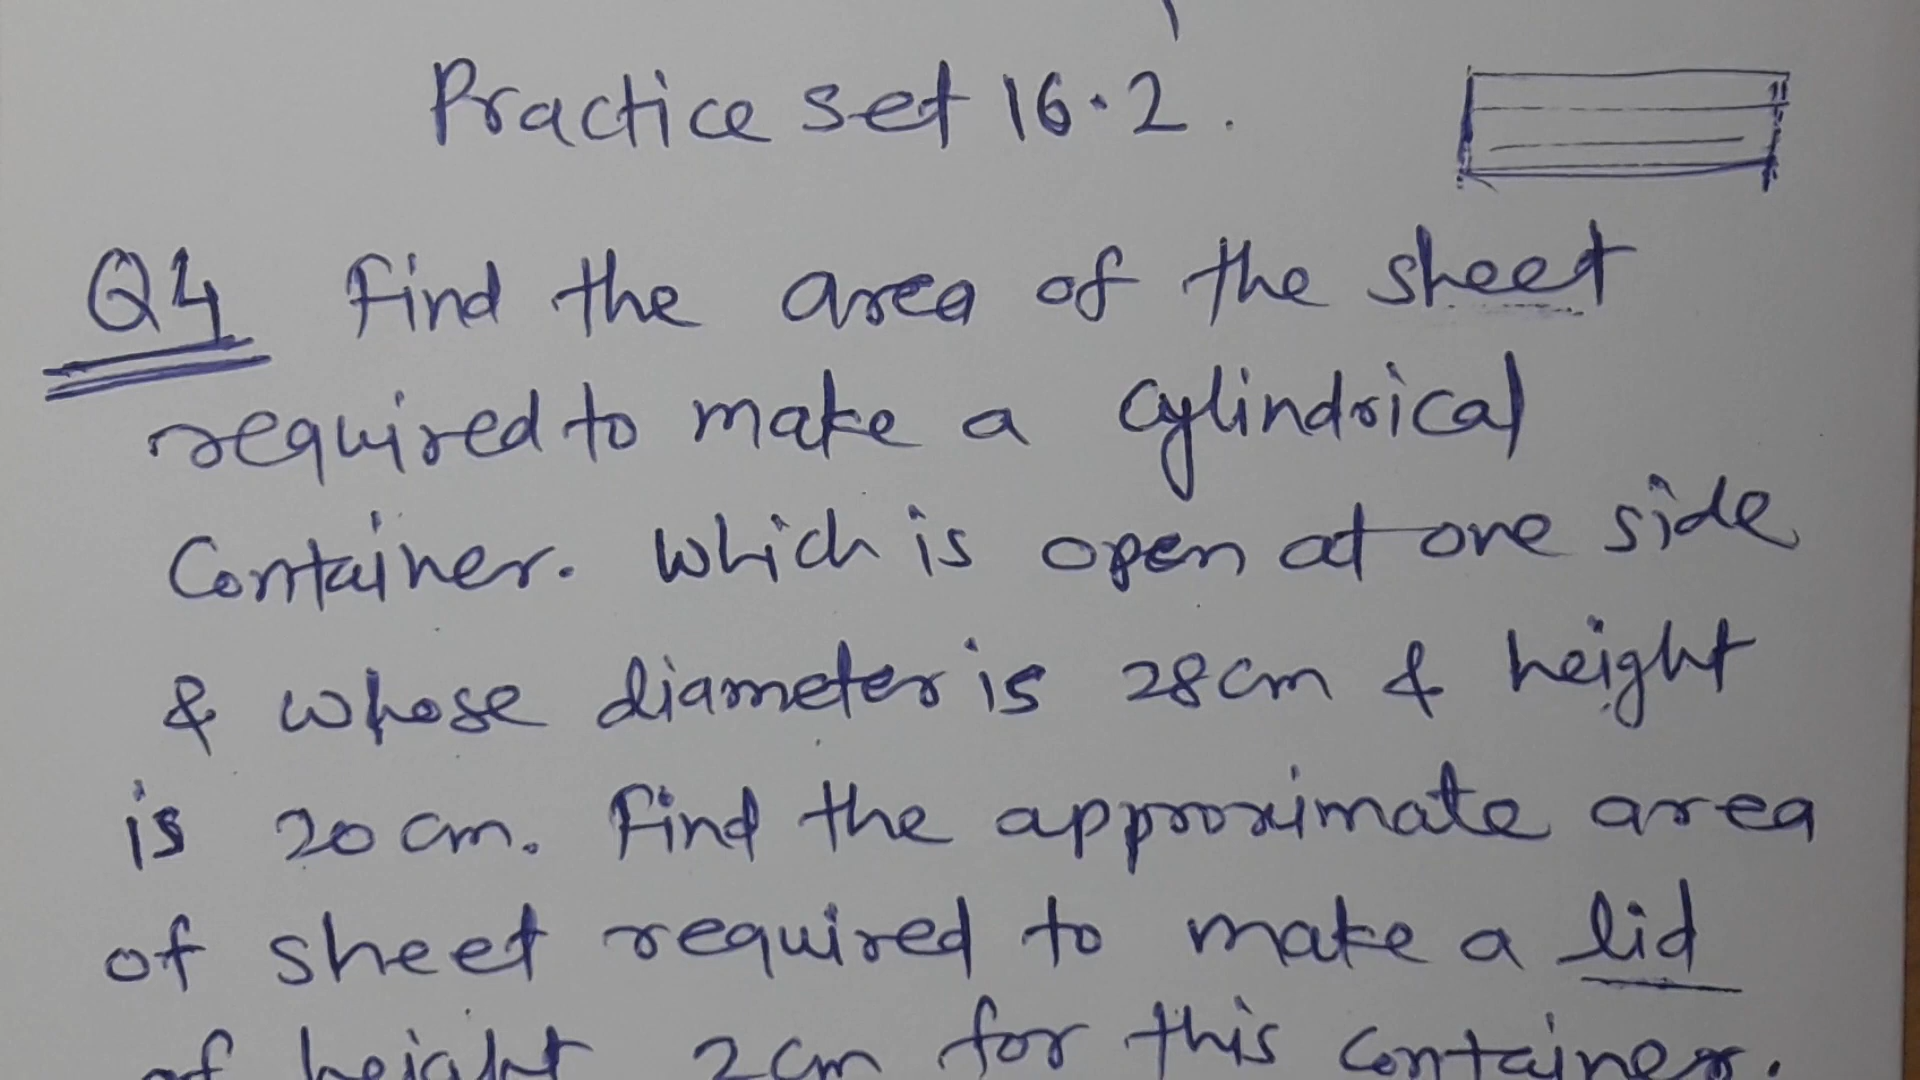 Practice set 16.2.
Q4 Find the area of the sheet
required to make a cylindrical
Container. Which is open at one side
& whose diameter is 28cm & height
is 20 cm. Find the approximate area
of sheet required to make a lid
of height 2cm for this container.